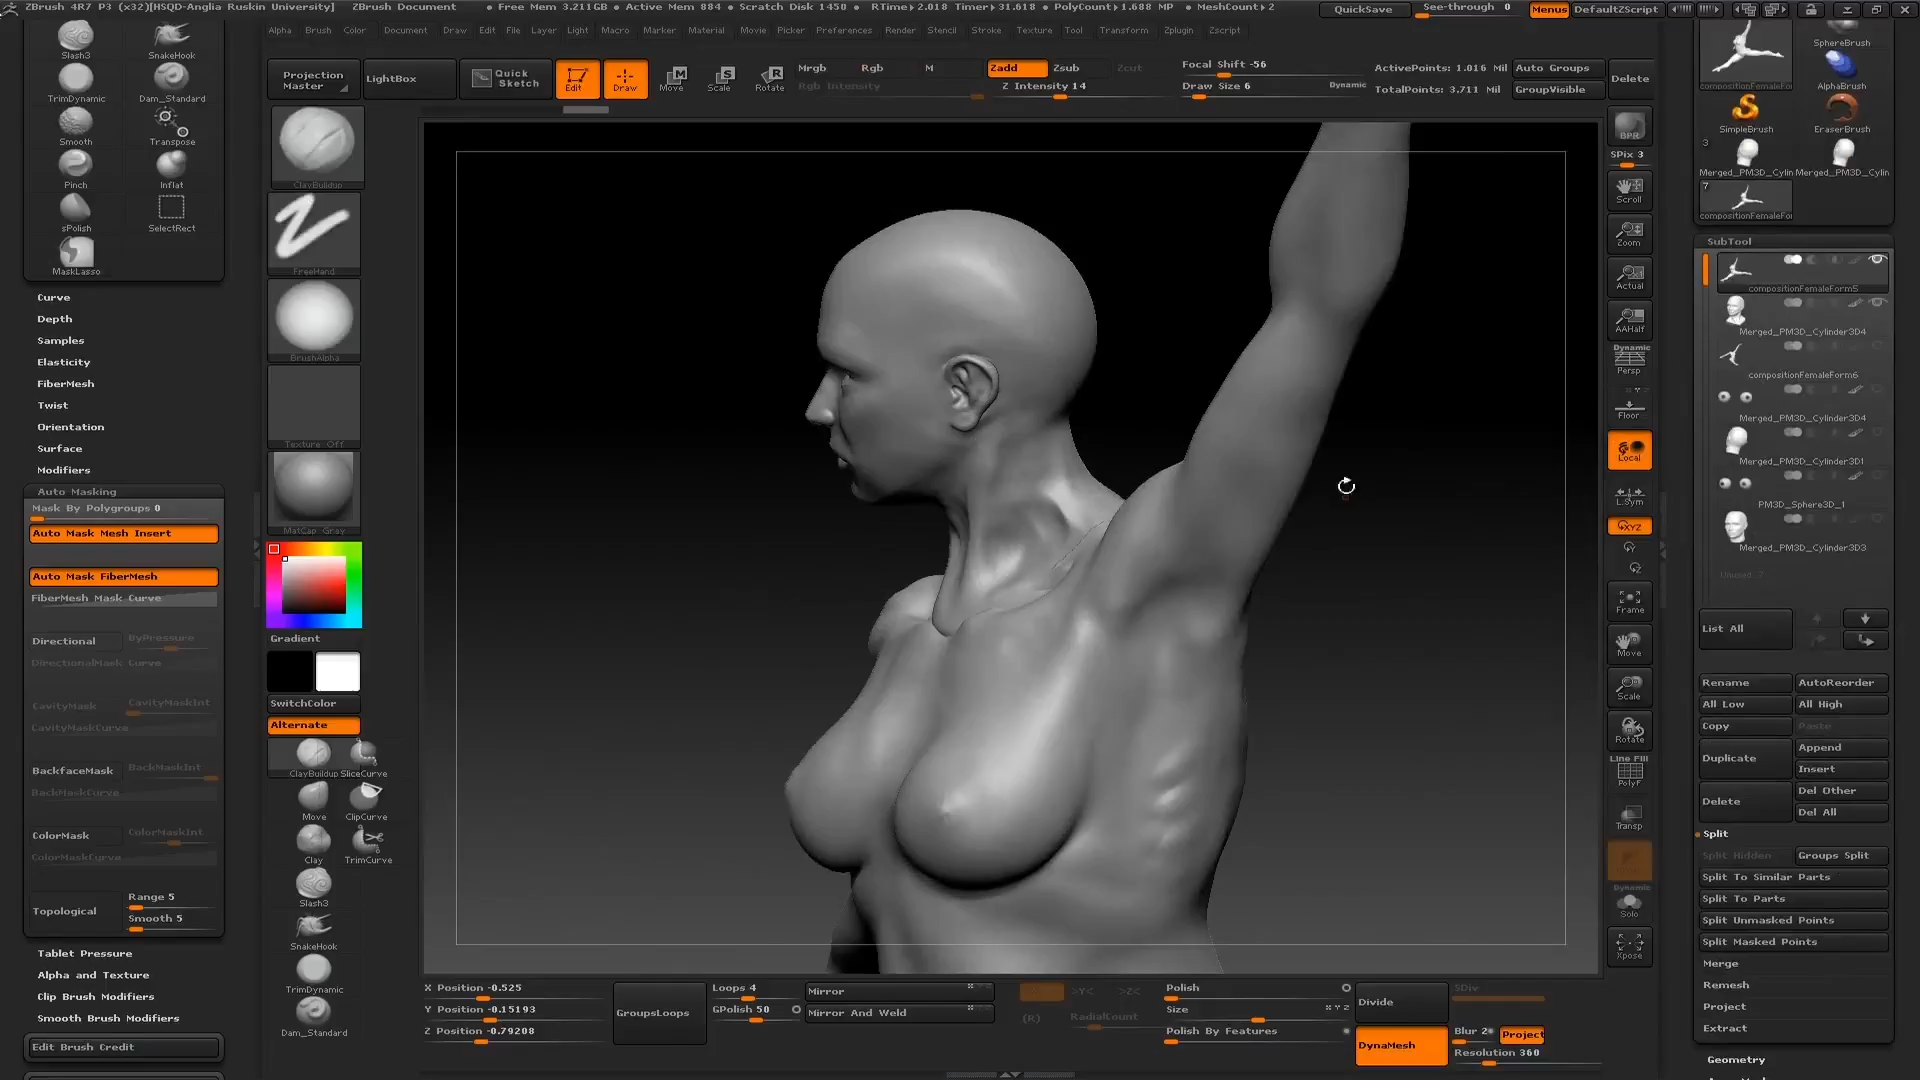 ZBrush 4R7 P3 (x32)[HSQD-Anglia Ruskin University]
ZBrush Document
• Free Mem 3.211GB • Active Mem 884 • Scratch Disk 1450 •
RTime▸2.018 Timer▸31.618 • PolyCount▸1.688 MP • MeshCount▸2
QuickSave
See-through 0
Menus
DefaultZScript
Alpha Brush Color Document Draw Edit File Layer Light Macro Marker Material Movie Picker Preferences Render Stencil Stroke Texture Tool Transform Zplugin Zscript
Projection Master
LightBox
Quick Sketch
Edit
Draw
Move
Scale
Rotate
Mrgb Rgb M
Rgb Intensity
Zadd Zsub Zcut
Z Intensity 14
Focal Shift -56
Draw Size 6
Dynamic
ActivePoints: 1.016 Mil
TotalPoints: 3.711 Mil
Auto Groups
GroupVisible
Delete
Slash3
SnakeHook
TrimDynamic
Dam_Standard
Smooth
Transpose
Pinch
Inflat
sPolish
SelectRect
MaskLasso
Curve
Depth
Samples
Elasticity
FiberMesh
Twist
Orientation
Surface
Modifiers
Auto Masking
Mask By Polygroups 0
Auto Mask Mesh Insert
Auto Mask FiberMesh
FiberMesh Mask Curve
Directional
ByPressure
DirectionalMask Curve
CavityMask
CavityMaskInt
CavityMaskCurve
BackfaceMask
BackMaskInt
BackMaskCurve
ColorMask
ColorMaskInt
ColorMaskCurve
Topological
Range 5
Smooth 5
Tablet Pressure
Alpha and Texture
Clip Brush Modifiers
Smooth Brush Modifiers
Edit Brush Credit
ClayBuildup
FreeHand
BrushAlpha
Texture Off
MatCap Gray
Gradient
SwitchColor
Alternate
ClayBuildup
SliceCurve
Move
ClipCurve
Clay
TrimCurve
Slash3
SnakeHook
TrimDynamic
Dam_Standard
X Position -0.525
Y Position -0.15193
Z Position -0.79208
GroupsLoops
Loops 4
GPolish 50
Mirror
Mirror And Weld
>Y<
>Z<
(R)
RadialCount
Polish
Size
X Y Z
Polish By Features
Divide
DynaMesh
SDiv
Blur 2
Project
Resolution 360
BPR
SPix 3
Scroll
Zoom
Actual
AAHalf
Dynamic
Persp
Floor
Local
L.Sym
XYZ
Frame
Move
Scale
Rotate
Line Fill
PolyF
Transp
Dynamic
Solo
Xpose
compositionFemaleFor
SphereBrush
AlphaBrush
SimpleBrush
EraserBrush
3
Merged_PM3D_Cylin
Merged_PM3D_Cylin
7
compositionFemaleFor
SubTool
compositionFemaleForm5
Merged_PM3D_Cylinder3D4
compositionFemaleForm6
Merged_PM3D_Cylinder3D4
Merged_PM3D_Cylinder3D1
PM3D_Sphere3D_1
Merged_PM3D_Cylinder3D3
Unused 7
List All
Rename
AutoReorder
All Low
All High
Copy
Paste
Duplicate
Append
Insert
Delete
Del Other
Del All
Split
Split Hidden
Groups Split
Split To Similar Parts
Split To Parts
Split Unmasked Points
Split Masked Points
Merge
Remesh
Project
Extract
Geometry